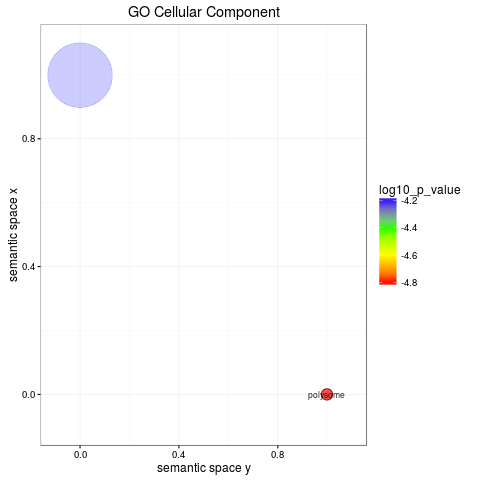 GO Cellular Component
semantic space x
0.8
0.4
0.0
polysome
0.0 0.4 0.8
semantic space y
log10_p_value
-4.2
-4.4
-4.6
-4.8